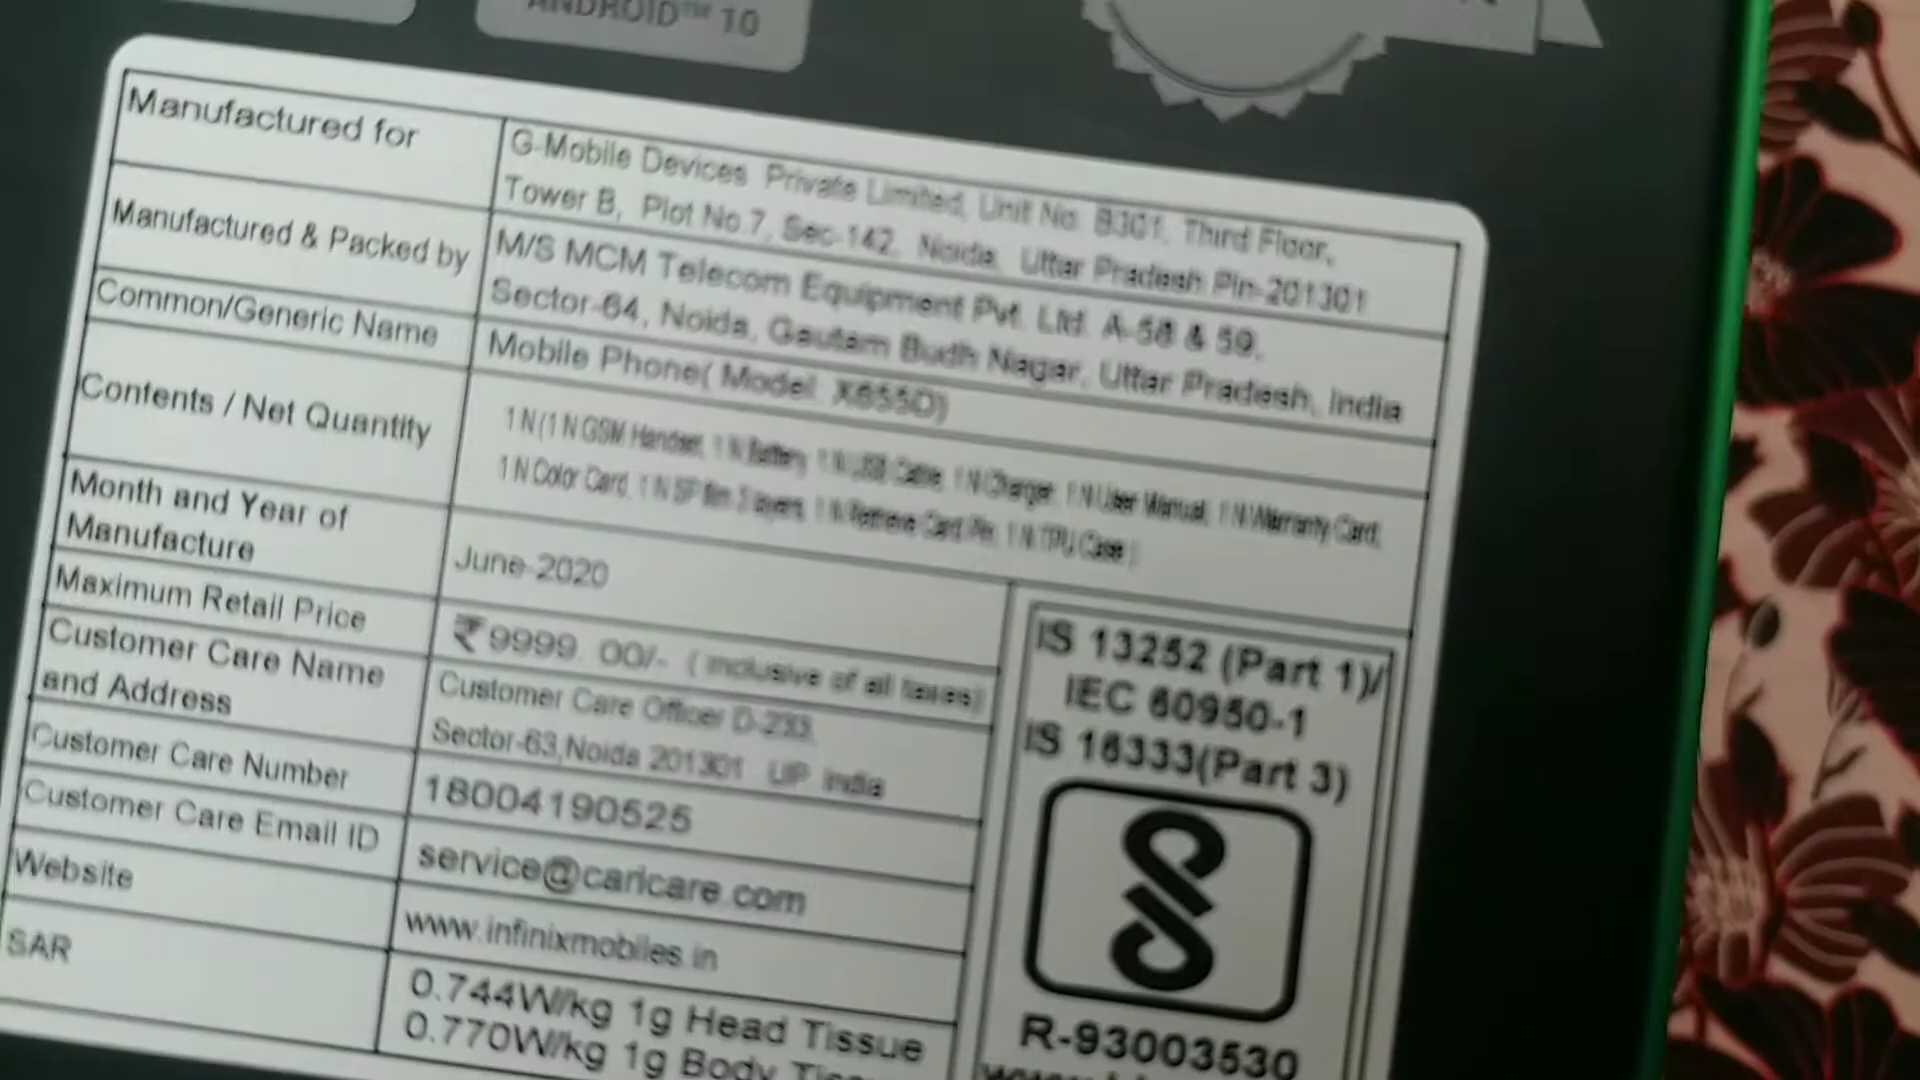 ANDROID™ 10
Manufactured for
G-Mobile Devices Private Limited, Unit No. B301, Third Floor,
Tower B, Plot No.7, Sec-142, Noida, Uttar Pradesh Pin-201301
Manufactured & Packed by
M/S MCM Telecom Equipment Pvt. Ltd. A-58 & 59,
Sector-64, Noida, Gautam Budh Nagar, Uttar Pradesh, India
Common/Generic Name
Mobile Phone( Model: X655D)
Contents / Net Quantity
1 N (1 N GSM Handset, 1 N Battery, 1 N USB Cable, 1 N Charger, 1 N User Manual, 1 N Warranty Card,
1 N Color Card, 1 N SP film 3 layers, 1 N Retrieve Card Pin, 1 N TPU Case )
Month and Year of
Manufacture
June-2020
Maximum Retail Price
₹9999. 00/- ( inclusive of all taxes)
Customer Care Name
and Address
Customer Care Officer D-233,
Sector-63,Noida 201301 UP India
Customer Care Number
18004190525
Customer Care Email ID
service@carlcare.com
Website
www.infinixmobiles.in
SAR
0.744W/kg 1g Head Tissue
0.770W/kg 1g Body
IS 13252 (Part 1)/
IEC 60950-1
IS 16333(Part 3)
R-93003530